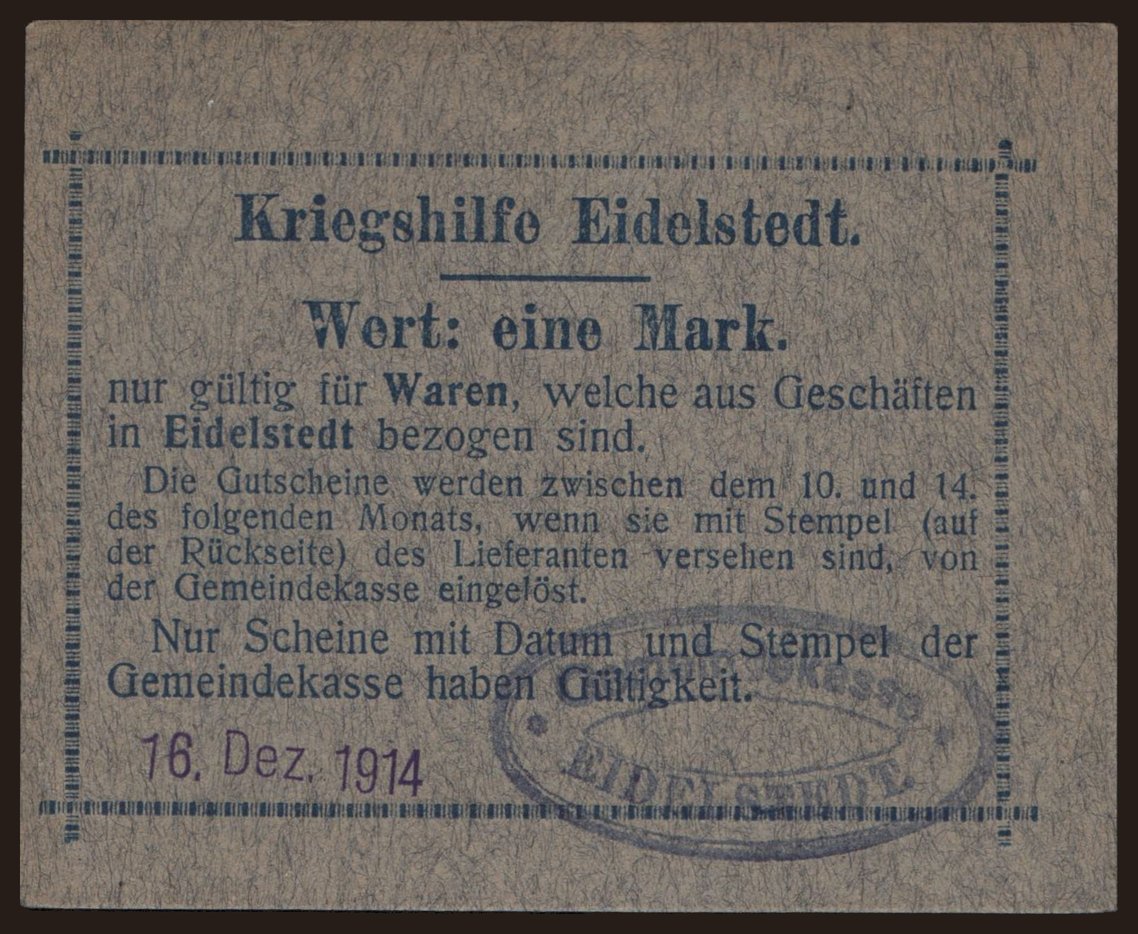 Kriegshilfe Eidelstedt.
Wert: eine Mark.
nur gültig für Waren, welche aus Geschäften
in Eidelstedt bezogen sind.
Die Gutscheine werden zwischen dem 10. und 14.
des folgenden Monats, wenn sie mit Stempel (auf
der Rückseite) des Lieferanten versehen sind, von
der Gemeindekasse eingelöst.
Nur Scheine mit Datum und Stempel der
Gemeindekasse haben Gültigkeit.
16. Dez. 1914
Gemeindekasse
EIDELSTEDT.